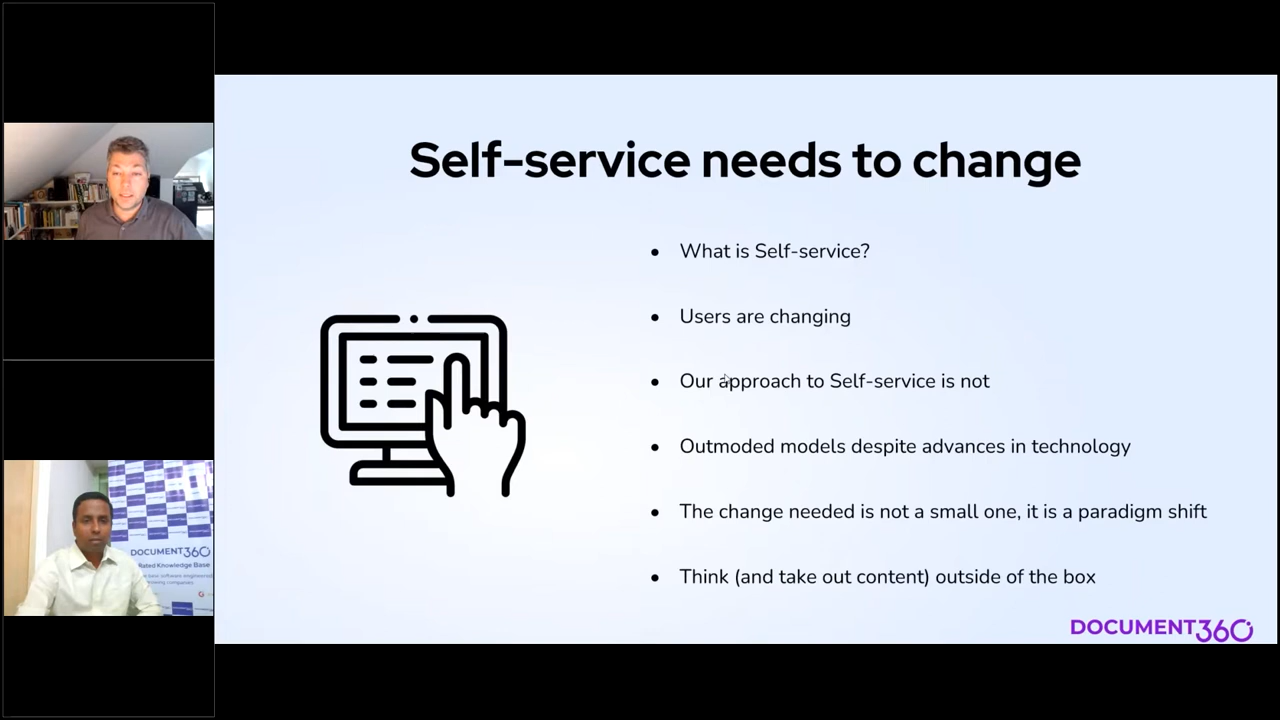 Self-service needs to change
• What is Self-service?
• Users are changing
• Our approach to Self-service is not
• Outmoded models despite advances in technology
• The change needed is not a small one, it is a paradigm shift
• Think (and take out content) outside of the box
DOCUMENT360
DOCUMENT360
Knowledge Base